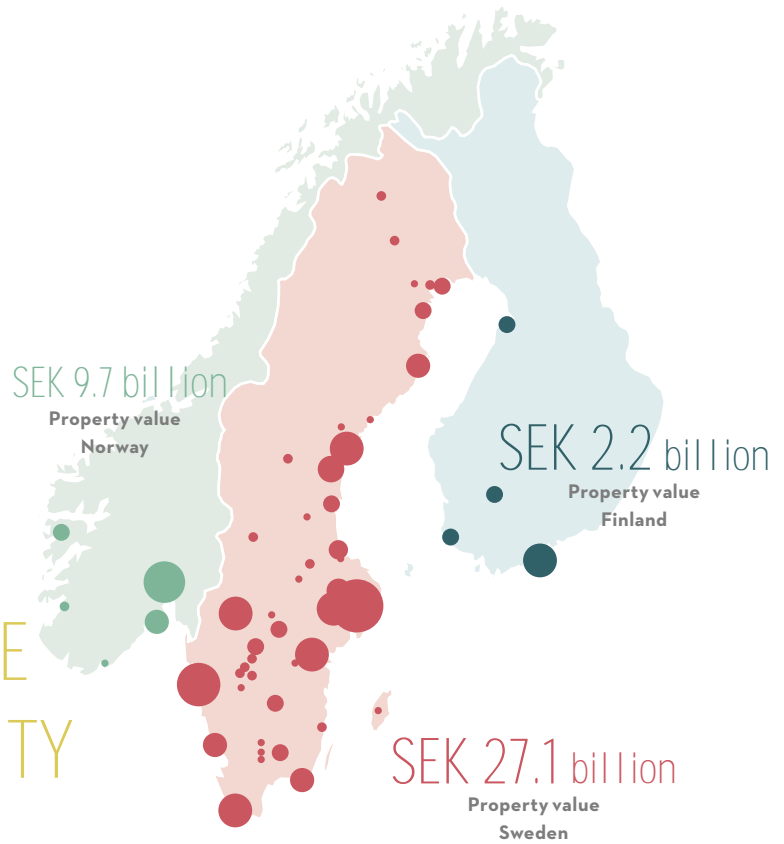 SEK 9.7 billion
Property value
Norway
SEK 2.2 billion
Property value
Finland
E
TY
SEK 27.1 billion
Property value
Sweden